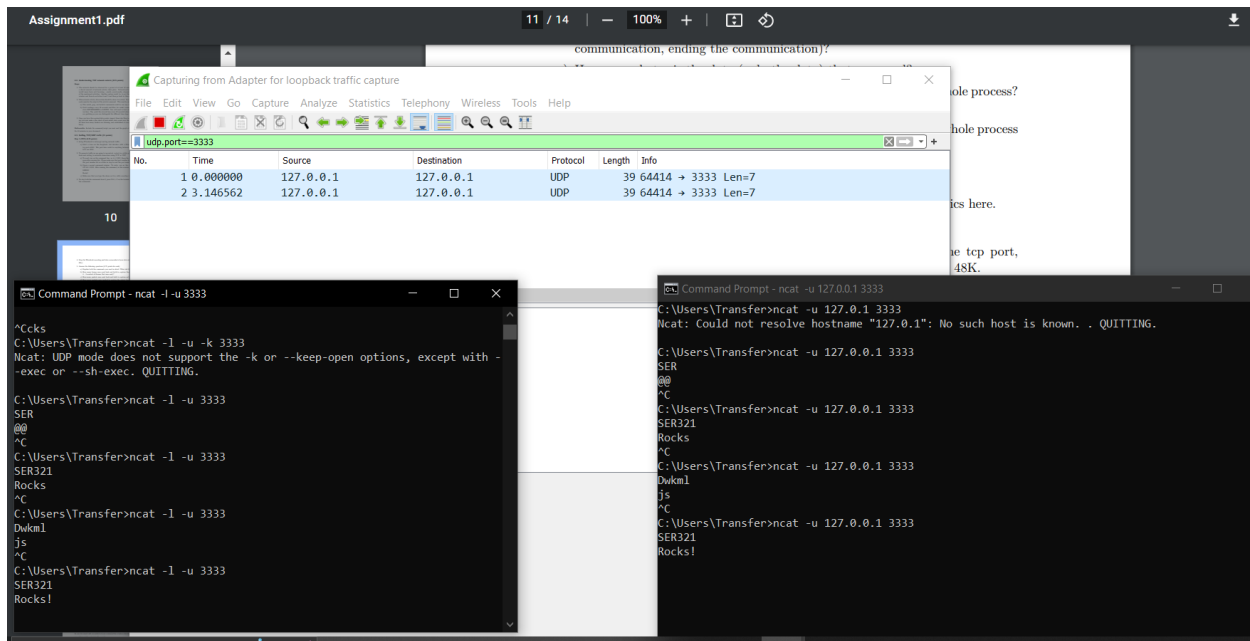 Assignment1.pdf
11 / 14 | — 100% + |
communication, ending the communication)?
ole process?
hole process
ics here.
ne tcp port,
48K.
10
Capturing from Adapter for loopback traffic capture
File Edit View Go Capture Analyze Statistics Telephony Wireless Tools Help
udp.port==3333
No. Time Source Destination Protocol Length Info
1 0.000000 127.0.0.1 127.0.0.1 UDP 39 64414 → 3333 Len=7
2 3.146562 127.0.0.1 127.0.0.1 UDP 39 64414 → 3333 Len=7
Command Prompt - ncat -l -u 3333
^Ccks
C:\Users\Transfer>ncat -l -u -k 3333
Ncat: UDP mode does not support the -k or --keep-open options, except with -
-exec or --sh-exec. QUITTING.
C:\Users\Transfer>ncat -l -u 3333
SER
@@
^C
C:\Users\Transfer>ncat -l -u 3333
SER321
Rocks
^C
C:\Users\Transfer>ncat -l -u 3333
Dwkml
js
^C
C:\Users\Transfer>ncat -l -u 3333
SER321
Rocks!
Command Prompt - ncat -u 127.0.0.1 3333
C:\Users\Transfer>ncat -u 127.0.1 3333
Ncat: Could not resolve hostname "127.0.1": No such host is known. . QUITTING.
C:\Users\Transfer>ncat -u 127.0.0.1 3333
SER
@@
^C
C:\Users\Transfer>ncat -u 127.0.0.1 3333
SER321
Rocks
^C
C:\Users\Transfer>ncat -u 127.0.0.1 3333
Dwkml
js
^C
C:\Users\Transfer>ncat -u 127.0.0.1 3333
SER321
Rocks!